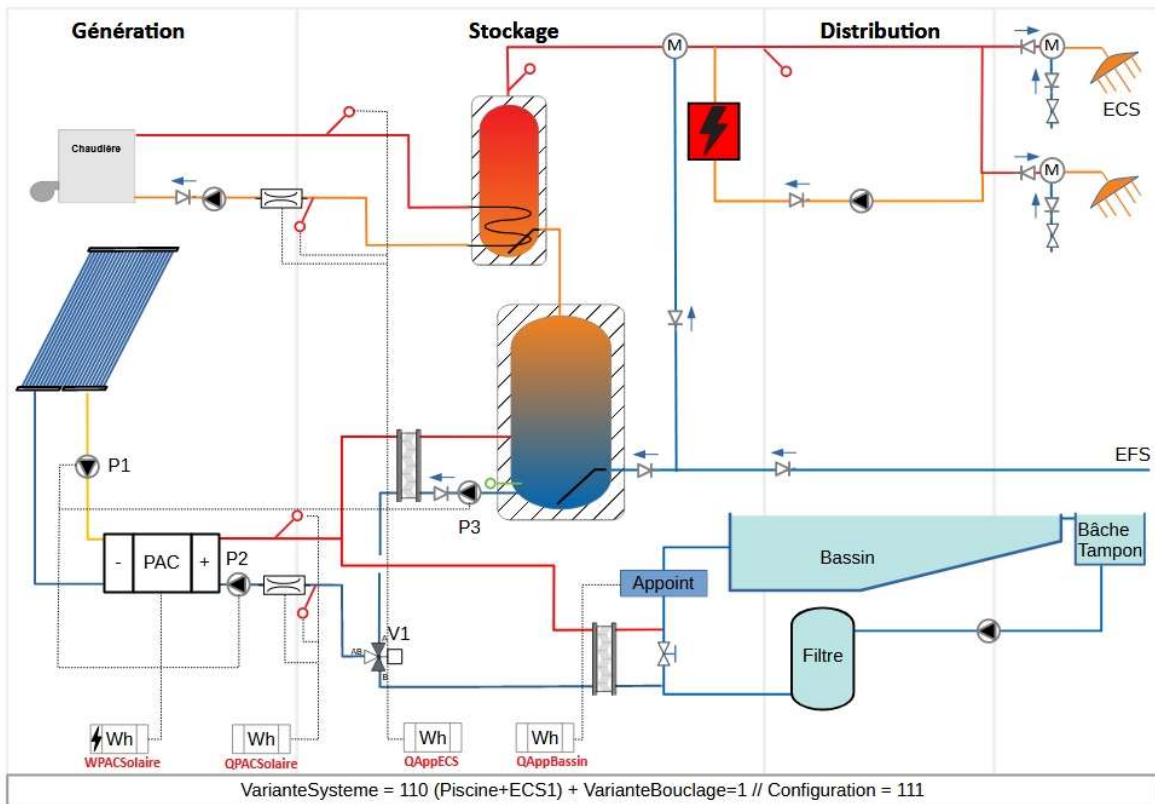 Génération
Stockage
Distribution
M
M
ECS
Chaudière
M
P1
EFS
P3
Bassin
Bâche
Tampon
- PAC +
P2
Appoint
A
V1
AB
B
Filtre
Wh
Wh
Wh
Wh
WPACSolaire
QPACSolaire
QAppECS
QAppBassin
VarianteSysteme = 110 (Piscine+ECS1) + VarianteBouclage=1 // Configuration = 111